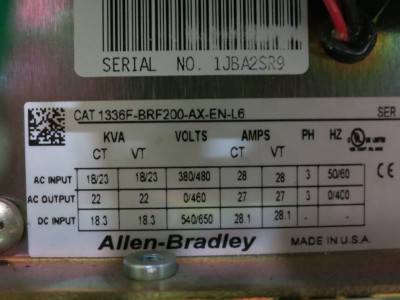 SERIAL NO. 1JBA2SR9
CAT 1336F-BRF200-AX-EN-L6 SER
KVA VOLTS AMPS PH HZ
CT VT CT VT
AC INPUT 18/23 18/23 380/480 28 28 3 50/60
AC OUTPUT 22 22 0/460 27 27 3 0/400
DC INPUT 18.3 18.3 540/650 28.1 28.1 - -
Allen-Bradley MADE IN U.S.A.